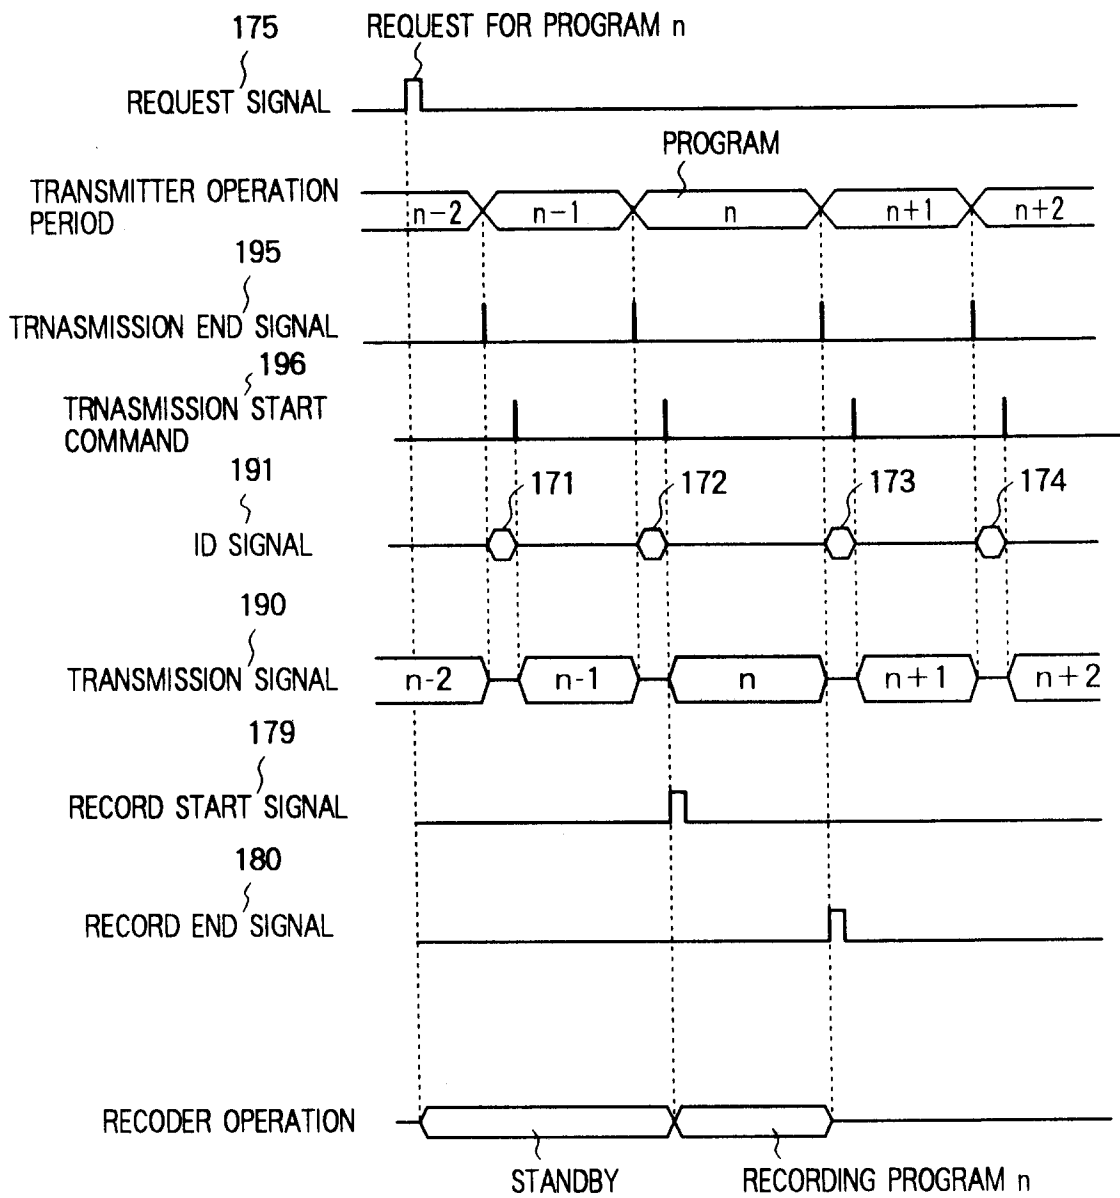 175
REQUEST FOR PROGRAM n
REQUEST SIGNAL
PROGRAM
TRANSMITTER OPERATION
PERIOD
n-2
n-1
n
n+1
n+2
195
TRNASMISSION END SIGNAL
196
TRNASMISSION START
COMMAND
191
171
172
173
174
ID SIGNAL
190
TRANSMISSION SIGNAL
n-2
n-1
n
n+1
n+2
179
RECORD START SIGNAL
180
RECORD END SIGNAL
RECODER OPERATION
STANDBY
RECORDING PROGRAM n